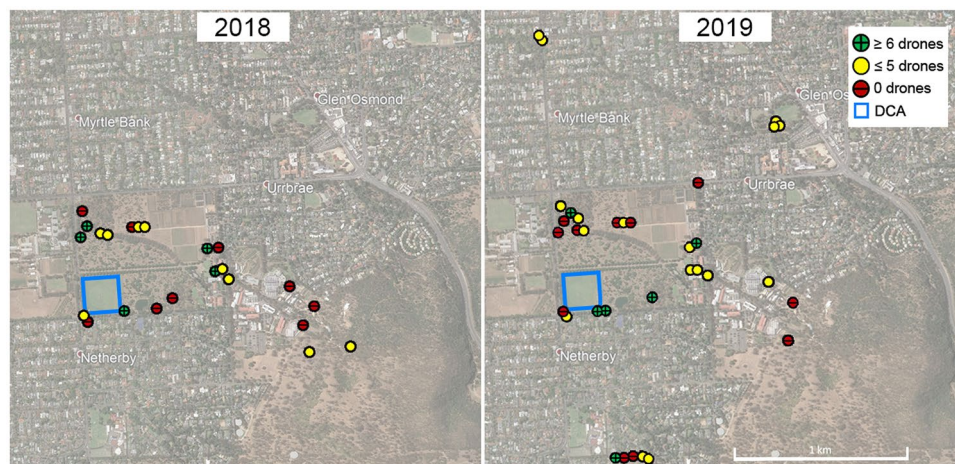 2018
Glen Osmond
Myrtle Bank
Urrbrae
Netherby
2019
≥ 6 drones
≤ 5 drones
0 drones
DCA
Glen Os
Myrtle Bank
Urrbrae
Netherby
1 km